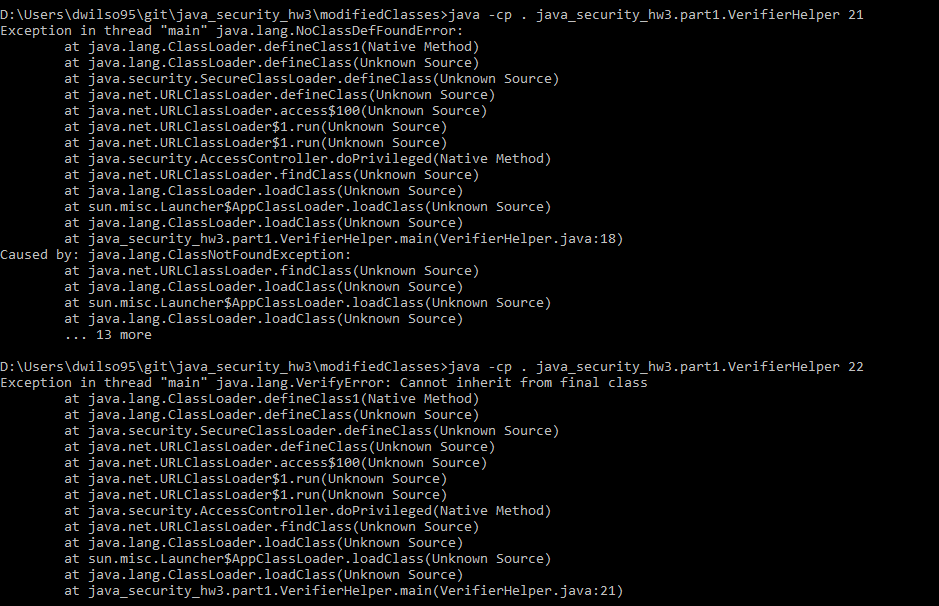 D:\Users\dwilso95\git\java_security_hw3\modifiedClasses>java -cp . java_security_hw3.part1.VerifierHelper 21
Exception in thread "main" java.lang.NoClassDefFoundError:
        at java.lang.ClassLoader.defineClass1(Native Method)
        at java.lang.ClassLoader.defineClass(Unknown Source)
        at java.security.SecureClassLoader.defineClass(Unknown Source)
        at java.net.URLClassLoader.defineClass(Unknown Source)
        at java.net.URLClassLoader.access$100(Unknown Source)
        at java.net.URLClassLoader$1.run(Unknown Source)
        at java.net.URLClassLoader$1.run(Unknown Source)
        at java.security.AccessController.doPrivileged(Native Method)
        at java.net.URLClassLoader.findClass(Unknown Source)
        at java.lang.ClassLoader.loadClass(Unknown Source)
        at sun.misc.Launcher$AppClassLoader.loadClass(Unknown Source)
        at java.lang.ClassLoader.loadClass(Unknown Source)
        at java_security_hw3.part1.VerifierHelper.main(VerifierHelper.java:18)
Caused by: java.lang.ClassNotFoundException:
        at java.net.URLClassLoader.findClass(Unknown Source)
        at java.lang.ClassLoader.loadClass(Unknown Source)
        at sun.misc.Launcher$AppClassLoader.loadClass(Unknown Source)
        at java.lang.ClassLoader.loadClass(Unknown Source)
        ... 13 more
D:\Users\dwilso95\git\java_security_hw3\modifiedClasses>java -cp . java_security_hw3.part1.VerifierHelper 22
Exception in thread "main" java.lang.VerifyError: Cannot inherit from final class
        at java.lang.ClassLoader.defineClass1(Native Method)
        at java.lang.ClassLoader.defineClass(Unknown Source)
        at java.security.SecureClassLoader.defineClass(Unknown Source)
        at java.net.URLClassLoader.defineClass(Unknown Source)
        at java.net.URLClassLoader.access$100(Unknown Source)
        at java.net.URLClassLoader$1.run(Unknown Source)
        at java.net.URLClassLoader$1.run(Unknown Source)
        at java.security.AccessController.doPrivileged(Native Method)
        at java.net.URLClassLoader.findClass(Unknown Source)
        at java.lang.ClassLoader.loadClass(Unknown Source)
        at sun.misc.Launcher$AppClassLoader.loadClass(Unknown Source)
        at java.lang.ClassLoader.loadClass(Unknown Source)
        at java_security_hw3.part1.VerifierHelper.main(VerifierHelper.java:21)